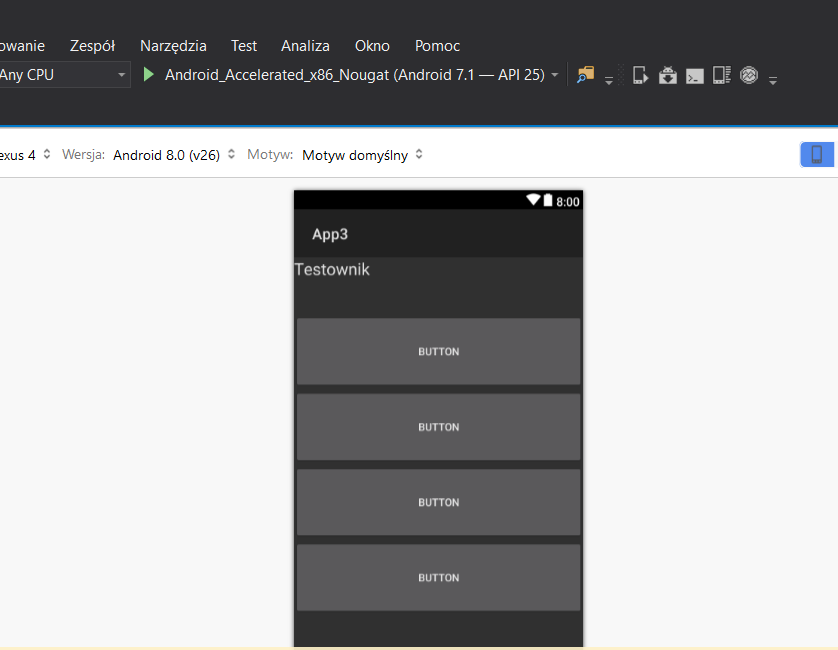 owanie Zespół Narzędzia Test Analiza Okno Pomoc
Any CPU Android_Accelerated_x86_Nougat (Android 7.1 — API 25)
exus 4 Wersja: Android 8.0 (v26) Motyw: Motyw domyślny
8:00
App3
Testownik
BUTTON
BUTTON
BUTTON
BUTTON